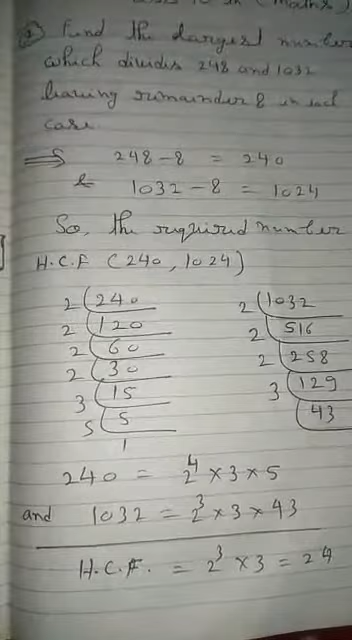 ② Find the largest number
which divides 248 and 1032
leaving remainder 8 in each
case.
⇒ 248 - 8 = 240
& 1032 - 8 = 1024
So, the required number
H.C.F (240, 1024)
2 240
2 120
2 60
2 30
3 15
5 5
1
2 1032
2 516
2 258
3 129
43
240 = 2⁴ × 3 × 5
and 1032 = 2³ × 3 × 43
H.C.F. = 2³ × 3 = 24